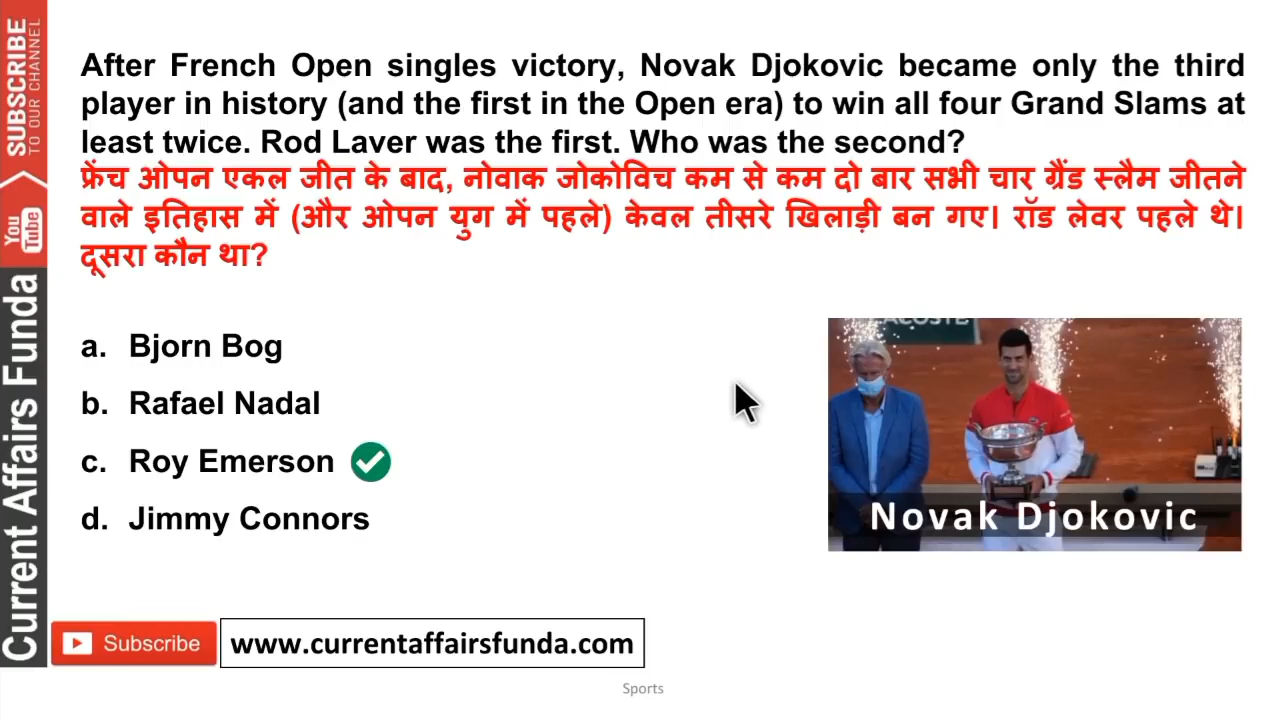 SUBSCRIBE
TO OUR CHANNEL
You
Tube
Current Affairs Funda
After French Open singles victory, Novak Djokovic became only the third
player in history (and the first in the Open era) to win all four Grand Slams at
least twice. Rod Laver was the first. Who was the second?
फ्रेंच ओपन एकल जीत के बाद, नोवाक जोकोविच कम से कम दो बार सभी चार ग्रैंड स्लैम जीतने
वाले इतिहास में (और ओपन युग में पहले) केवल तीसरे खिलाड़ी बन गए। रॉड लेवर पहले थे।
दूसरा कौन था?
a. Bjorn Bog
b. Rafael Nadal
c. Roy Emerson
d. Jimmy Connors
LACOSTE
Novak Djokovic
Subscribe
www.currentaffairsfunda.com
Sports